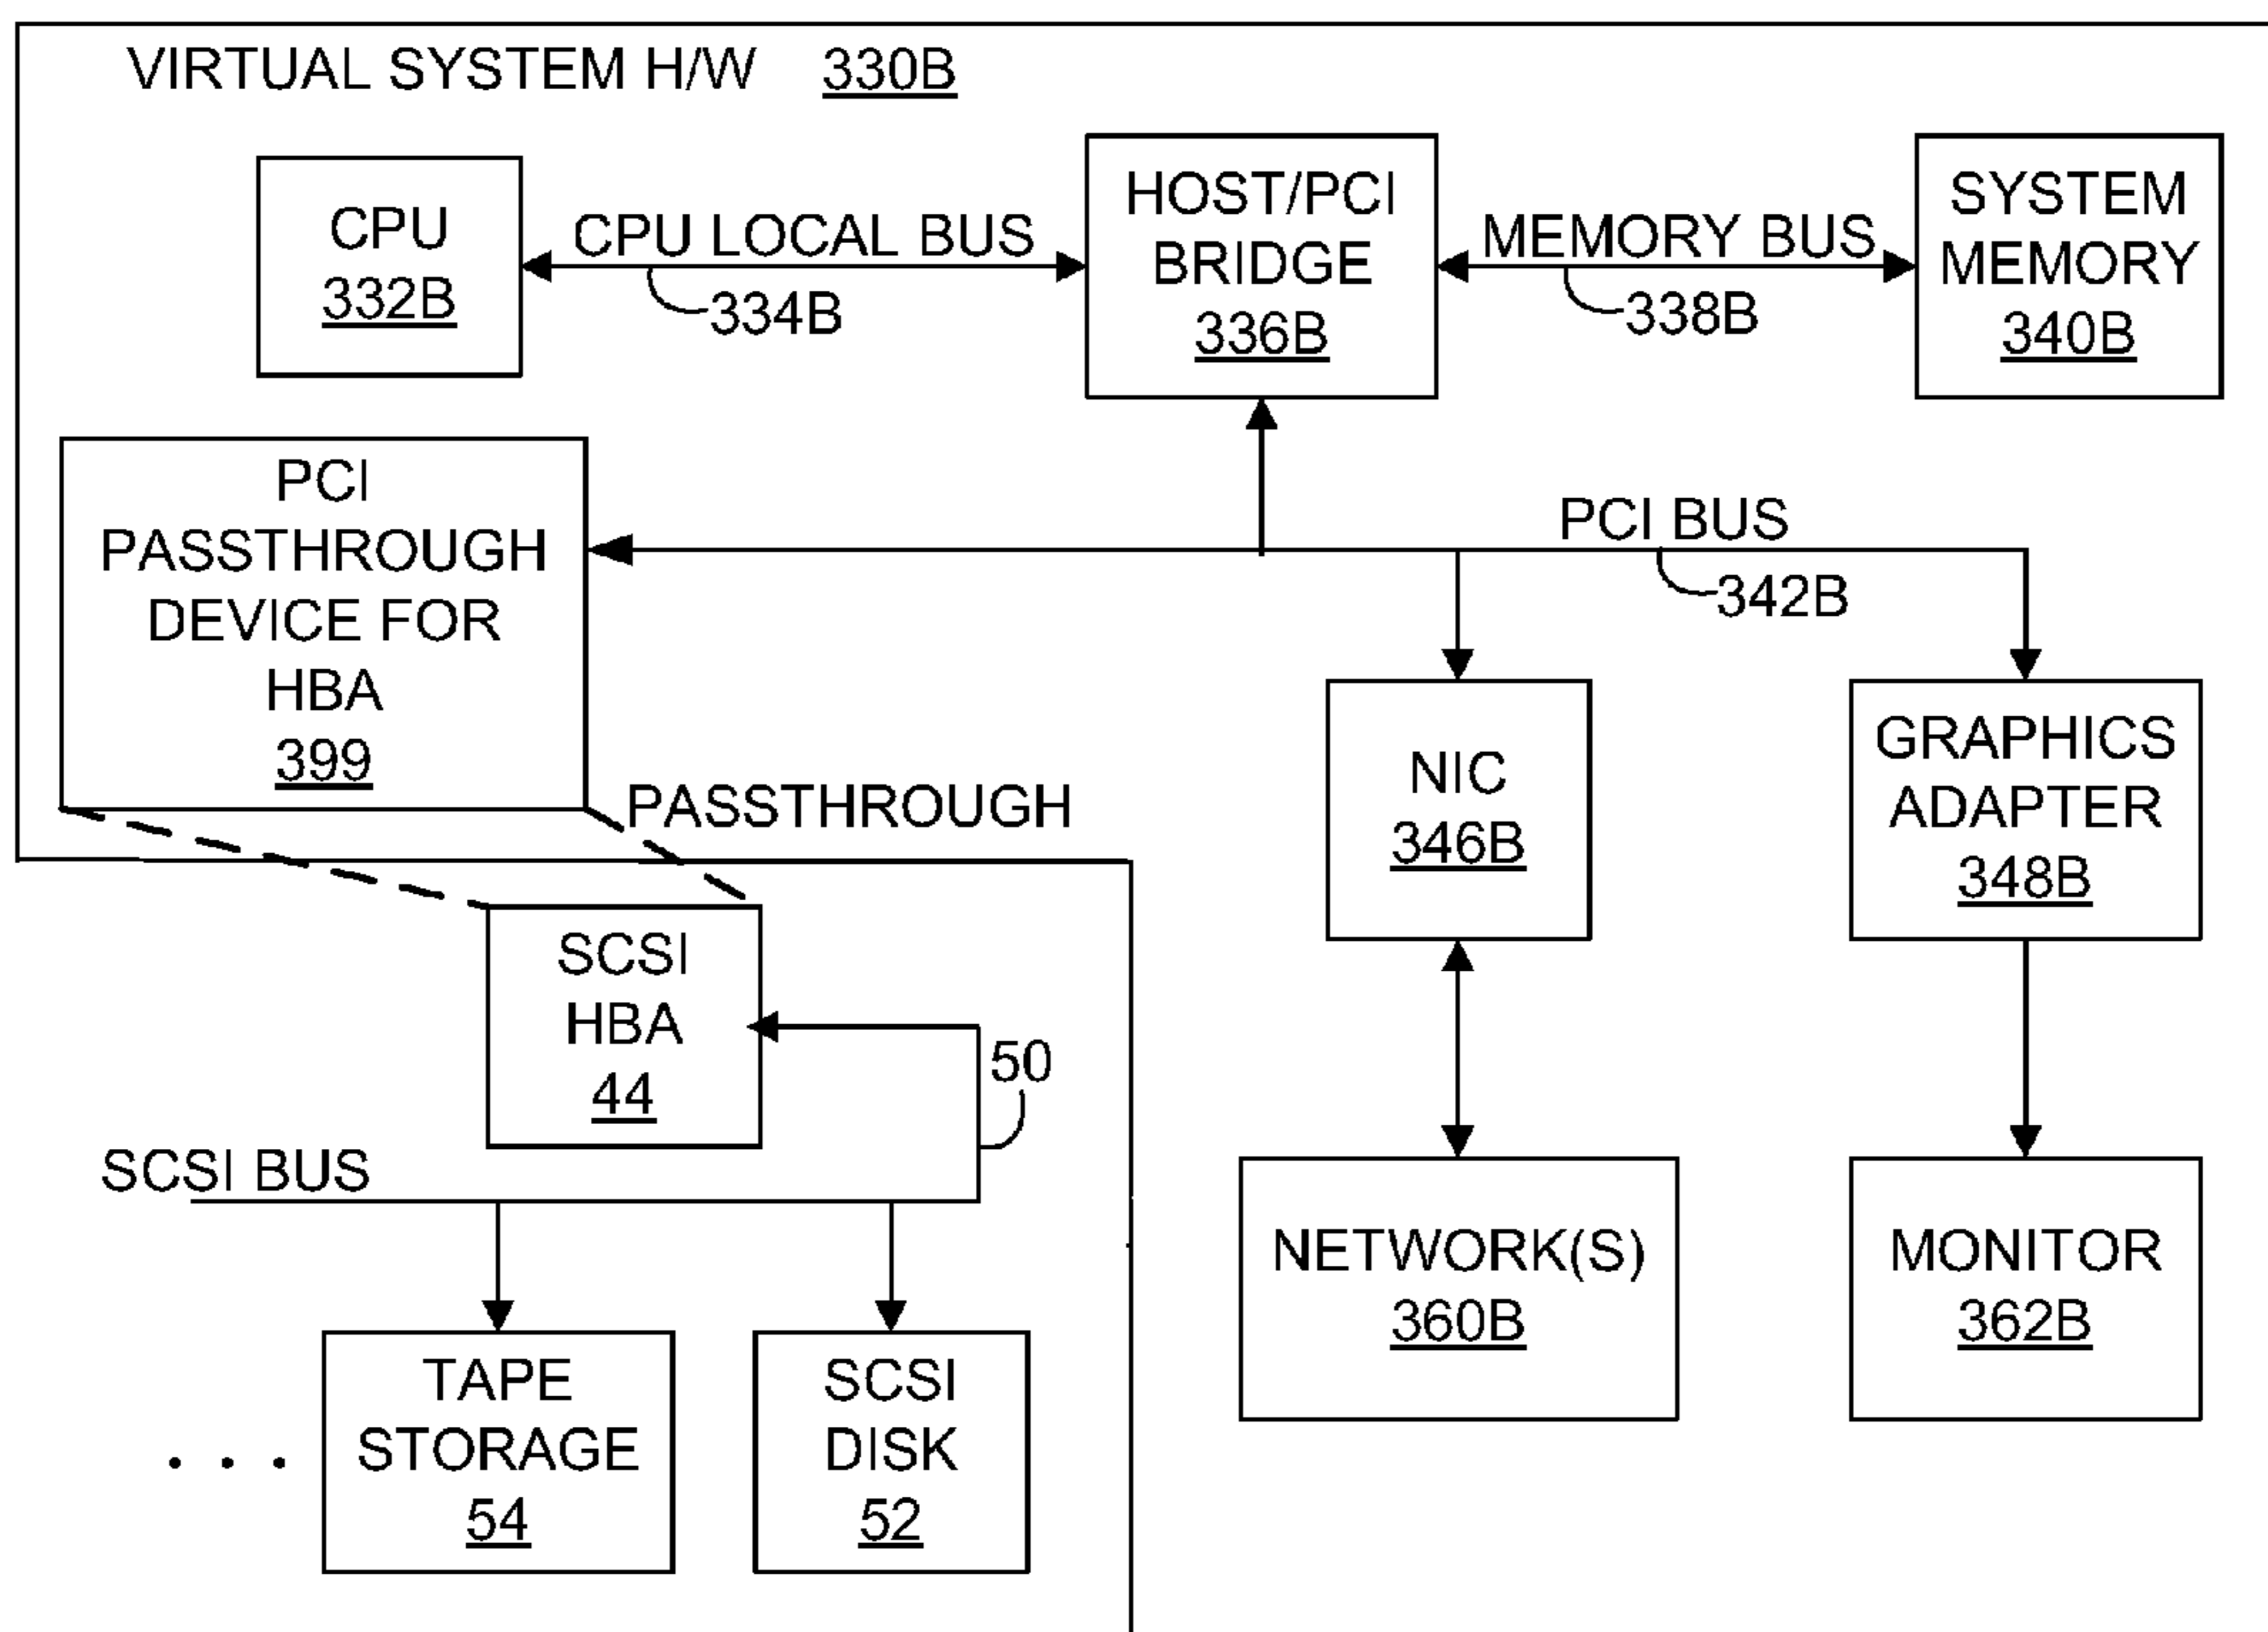 VIRTUAL SYSTEM H/W 330B
CPU
332B
CPU LOCAL BUS
334B
HOST/PCI
BRIDGE
336B
MEMORY BUS
338B
SYSTEM
MEMORY
340B
PCI
PASSTHROUGH
DEVICE FOR
HBA
399
PCI BUS
342B
PASSTHROUGH
NIC
346B
GRAPHICS
ADAPTER
348B
SCSI
HBA
44
50
SCSI BUS
NETWORK(S)
360B
MONITOR
362B
. . .
TAPE
STORAGE
54
SCSI
DISK
52